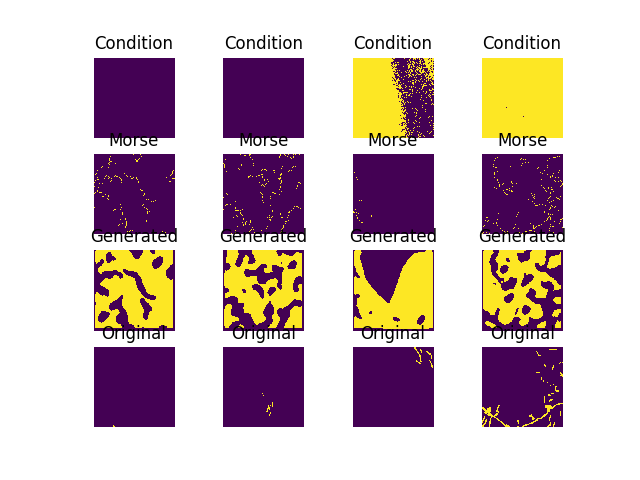 Condition Condition Condition Condition
Morse Morse Morse Morse
Generated Generated Generated Generated
Original Original Original Original